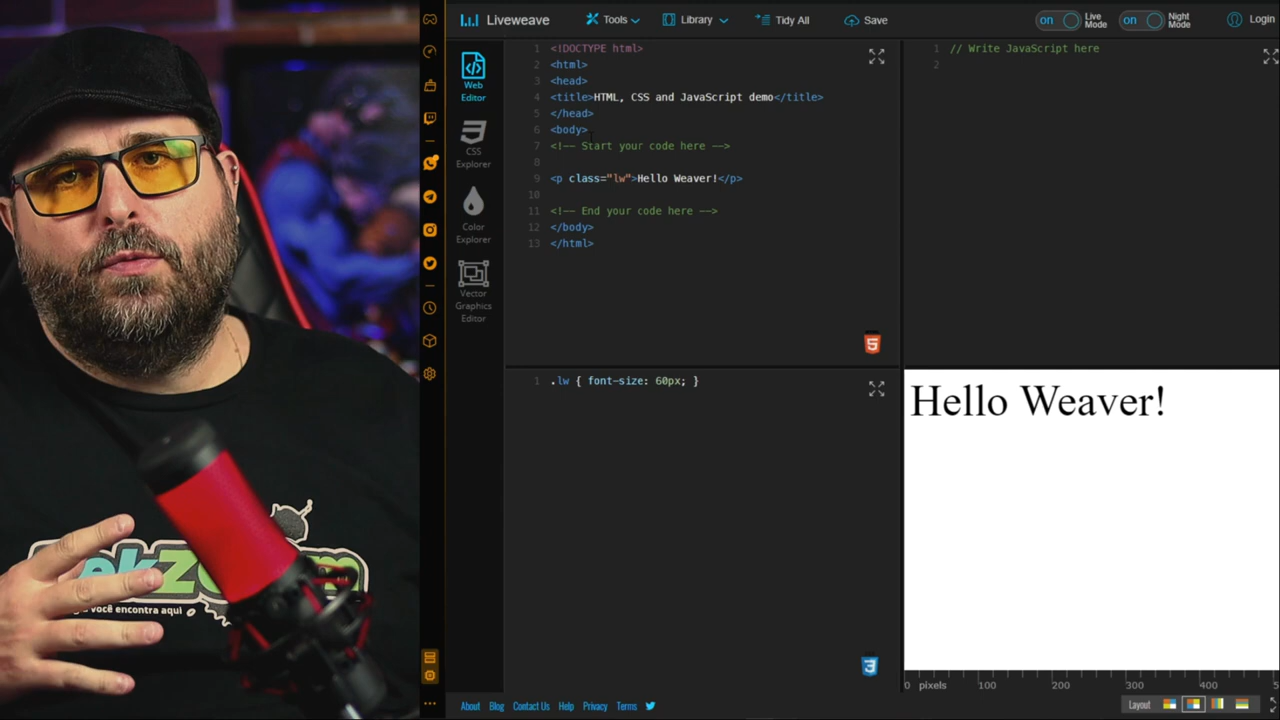 Liveweave
Tools
Library
Tidy All
Save
on
Live Mode
on
Night Mode
Login
Web Editor
CSS Explorer
Color Explorer
Vector Graphics Editor
1 <!DOCTYPE html>
2 <html>
3 <head>
4 <title>HTML, CSS and JavaScript demo</title>
5 </head>
6 <body>
7 <!-- Start your code here -->
8
9 <p class="lw">Hello Weaver!</p>
10
11 <!-- End your code here -->
12 </body>
13 </html>
5
1 // Write JavaScript here
2
1 .lw { font-size: 60px; }
3
Hello Weaver!
0 pixels 100 200 300 400 5
você encontra aqui
About Blog Contact Us Help Privacy Terms
Layout